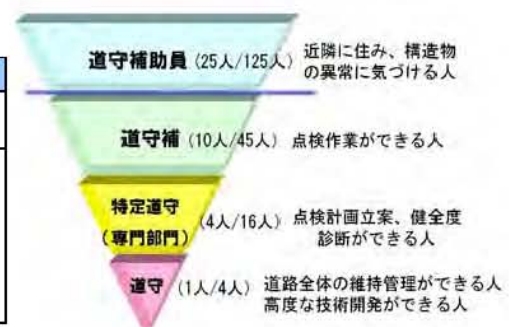 道守補助員 (25人/125人) 近隣に住み、構造物
の異常に気づける人
道守補 (10人/45人) 点検作業ができる人
特定道守
(専門部門) (4人/16人) 点検計画立案、健全度
診断ができる人
道守 (1人/4人) 道路全体の維持管理ができる人
高度な技術開発ができる人